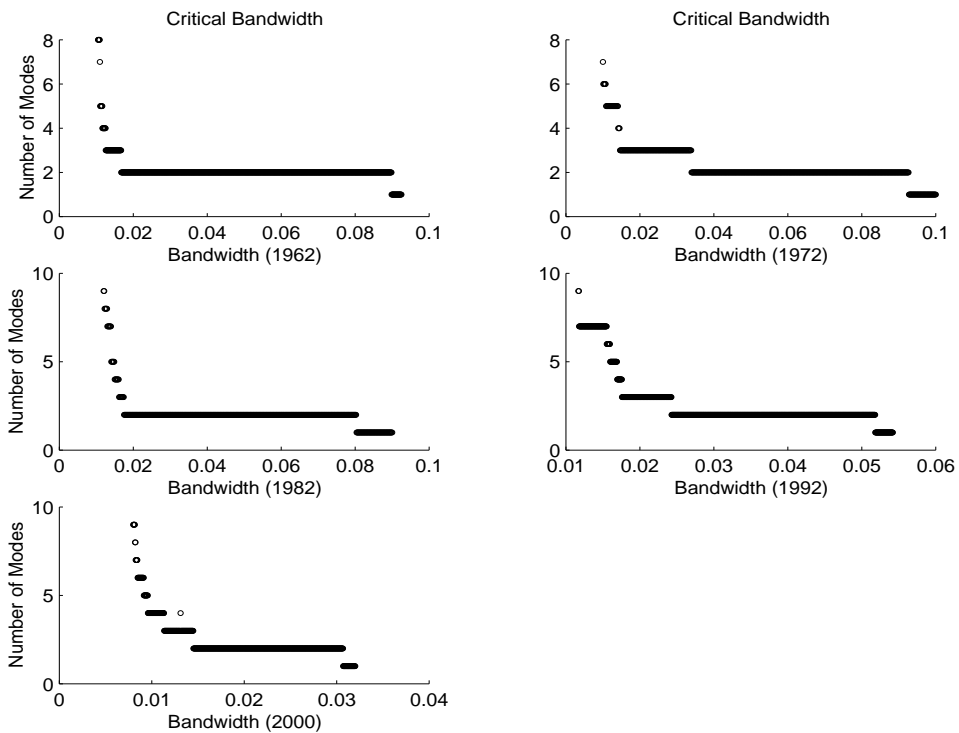 Critical Bandwidth
Number of Modes
8
6
4
2
0
0 0.02 0.04 0.06 0.08 0.1
Bandwidth (1962)
Critical Bandwidth
8
6
4
2
0
0 0.02 0.04 0.06 0.08 0.1
Bandwidth (1972)
Number of Modes
10
5
0
0 0.02 0.04 0.06 0.08 0.1
Bandwidth (1982)
10
5
0
0.01 0.02 0.03 0.04 0.05 0.06
Bandwidth (1992)
Number of Modes
10
5
0
0 0.01 0.02 0.03 0.04
Bandwidth (2000)